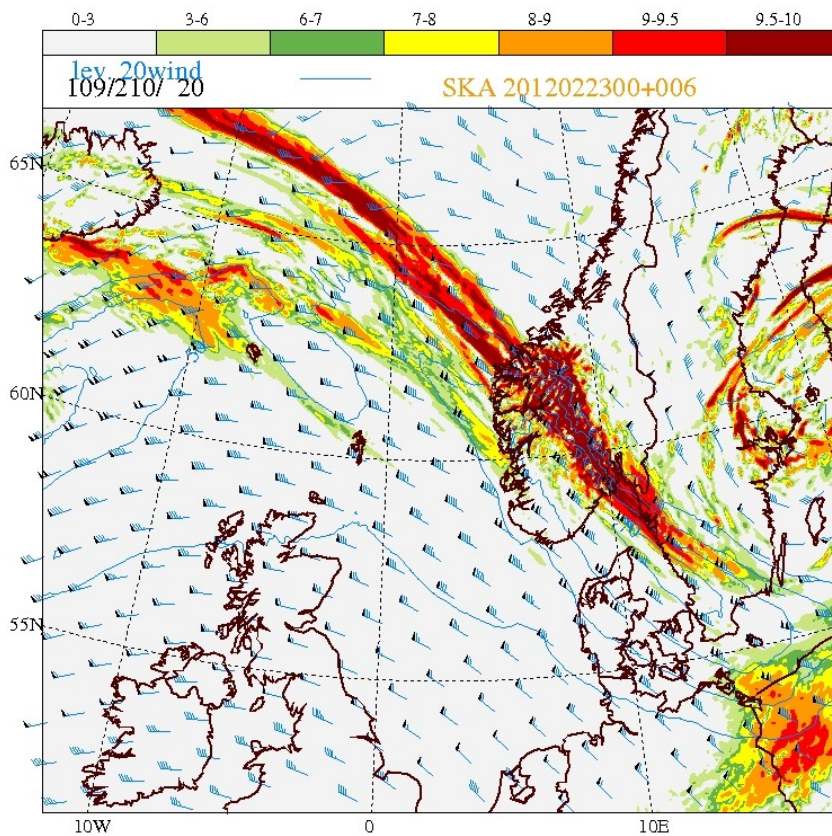 0-3 3-6 6-7 7-8 8-9 9-9.5 9.5-10
lev. 20wind
109/210/ 20 SKA 2012022300+006
65N
60N
55N
10W 0 10E